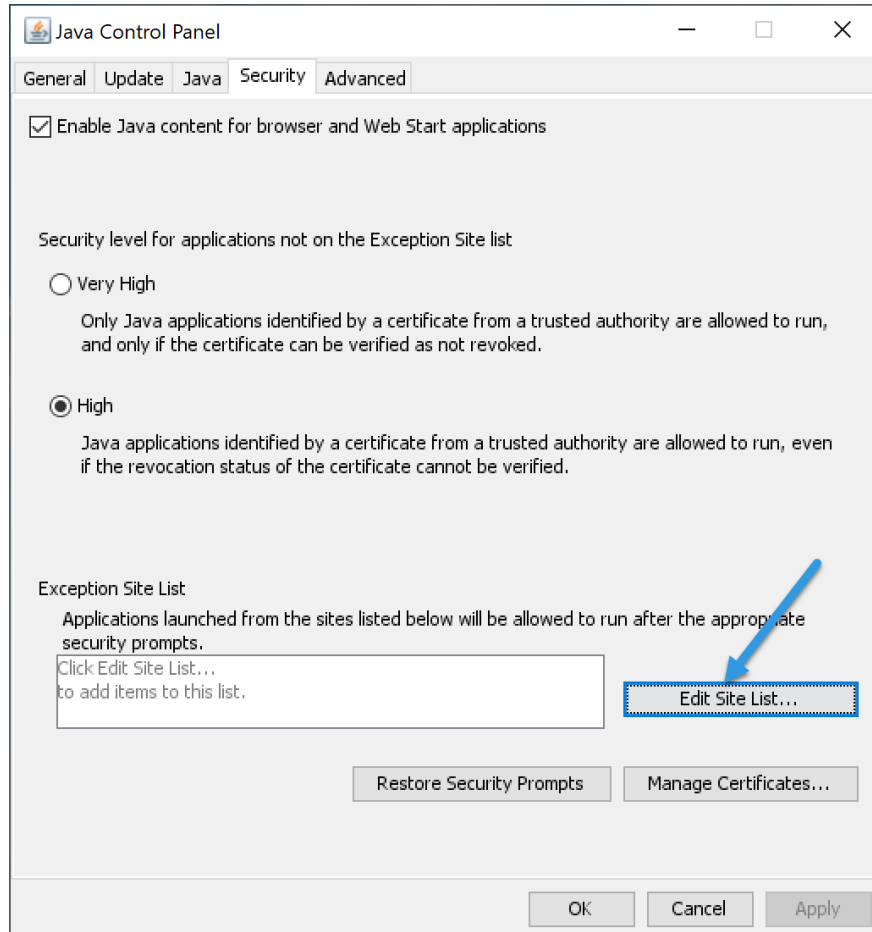 Java Control Panel
General Update Java Security Advanced
Enable Java content for browser and Web Start applications
Security level for applications not on the Exception Site list
Very High
Only Java applications identified by a certificate from a trusted authority are allowed to run,
and only if the certificate can be verified as not revoked.
High
Java applications identified by a certificate from a trusted authority are allowed to run, even
if the revocation status of the certificate cannot be verified.
Exception Site List
Applications launched from the sites listed below will be allowed to run after the appropriate
security prompts.
Click Edit Site List...
to add items to this list.
Edit Site List...
Restore Security Prompts Manage Certificates...
OK Cancel Apply